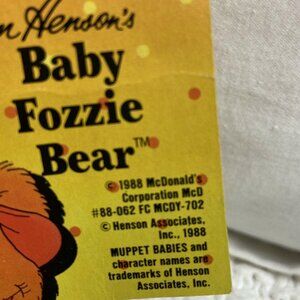 n Henson's
Baby
Fozzie
Bear™
© 1988 McDonald's
Corporation McD
#88-062 FC MCDY-702
© Henson Associates,
Inc., 1988
MUPPET BABIES and
character names are
trademarks of Henson
Associates, Inc.